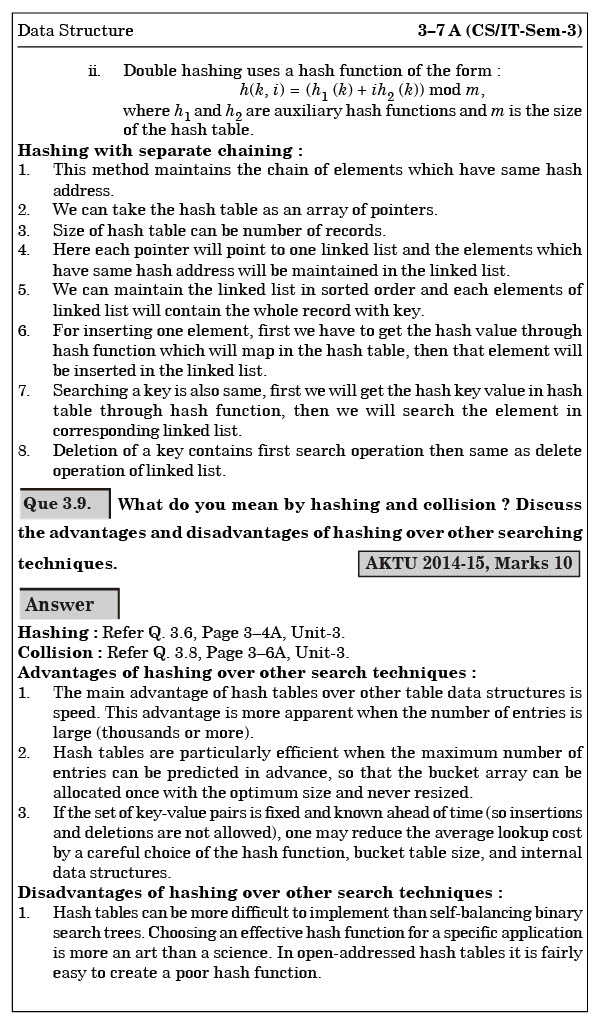 Data Structure 3–7 A (CS/IT-Sem-3)
ii. Double hashing uses a hash function of the form :
h(k, i) = (h1 (k) + ih2 (k)) mod m,
where h1 and h2 are auxiliary hash functions and m is the size
of the hash table.
Hashing with separate chaining :
1. This method maintains the chain of elements which have same hash
address.
2. We can take the hash table as an array of pointers.
3. Size of hash table can be number of records.
4. Here each pointer will point to one linked list and the elements which
have same hash address will be maintained in the linked list.
5. We can maintain the linked list in sorted order and each elements of
linked list will contain the whole record with key.
6. For inserting one element, first we have to get the hash value through
hash function which will map in the hash table, then that element will
be inserted in the linked list.
7. Searching a key is also same, first we will get the hash key value in hash
table through hash function, then we will search the element in
corresponding linked list.
8. Deletion of a key contains first search operation then same as delete
operation of linked list.
Que 3.9. What do you mean by hashing and collision ? Discuss
the advantages and disadvantages of hashing over other searching
techniques. AKTU 2014-15, Marks 10
Answer
Hashing : Refer Q. 3.6, Page 3–4A, Unit-3.
Collision : Refer Q. 3.8, Page 3–6A, Unit-3.
Advantages of hashing over other search techniques :
1. The main advantage of hash tables over other table data structures is
speed. This advantage is more apparent when the number of entries is
large (thousands or more).
2. Hash tables are particularly efficient when the maximum number of
entries can be predicted in advance, so that the bucket array can be
allocated once with the optimum size and never resized.
3. If the set of key-value pairs is fixed and known ahead of time (so insertions
and deletions are not allowed), one may reduce the average lookup cost
by a careful choice of the hash function, bucket table size, and internal
data structures.
Disadvantages of hashing over other search techniques :
1. Hash tables can be more difficult to implement than self-balancing binary
search trees. Choosing an effective hash function for a specific application
is more an art than a science. In open-addressed hash tables it is fairly
easy to create a poor hash function.